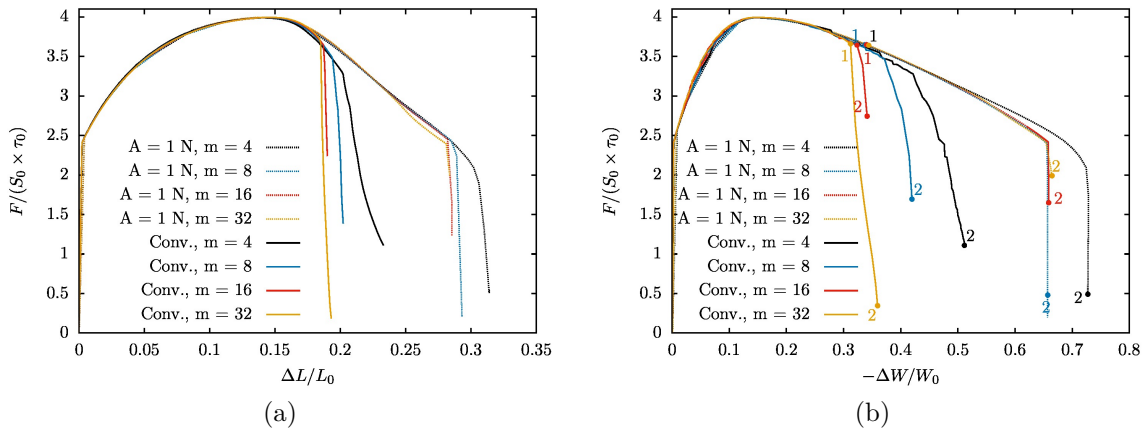 4
3.5
3
2.5
2
1.5
1
0.5
0
F/(S₀ × τ₀)
A = 1 N, m = 4
A = 1 N, m = 8
A = 1 N, m = 16
A = 1 N, m = 32
Conv., m = 4
Conv., m = 8
Conv., m = 16
Conv., m = 32
0 0.05 0.1 0.15 0.2 0.25 0.3 0.35
ΔL/L₀
(a)
4
3.5
3
2.5
2
1.5
1
0.5
0
F/(S₀ × τ₀)
1 1
1 1
2
2
2
2
2
2
2
2
A = 1 N, m = 4
A = 1 N, m = 8
A = 1 N, m = 16
A = 1 N, m = 32
Conv., m = 4
Conv., m = 8
Conv., m = 16
Conv., m = 32
0 0.1 0.2 0.3 0.4 0.5 0.6 0.7 0.8
−ΔW/W₀
(b)